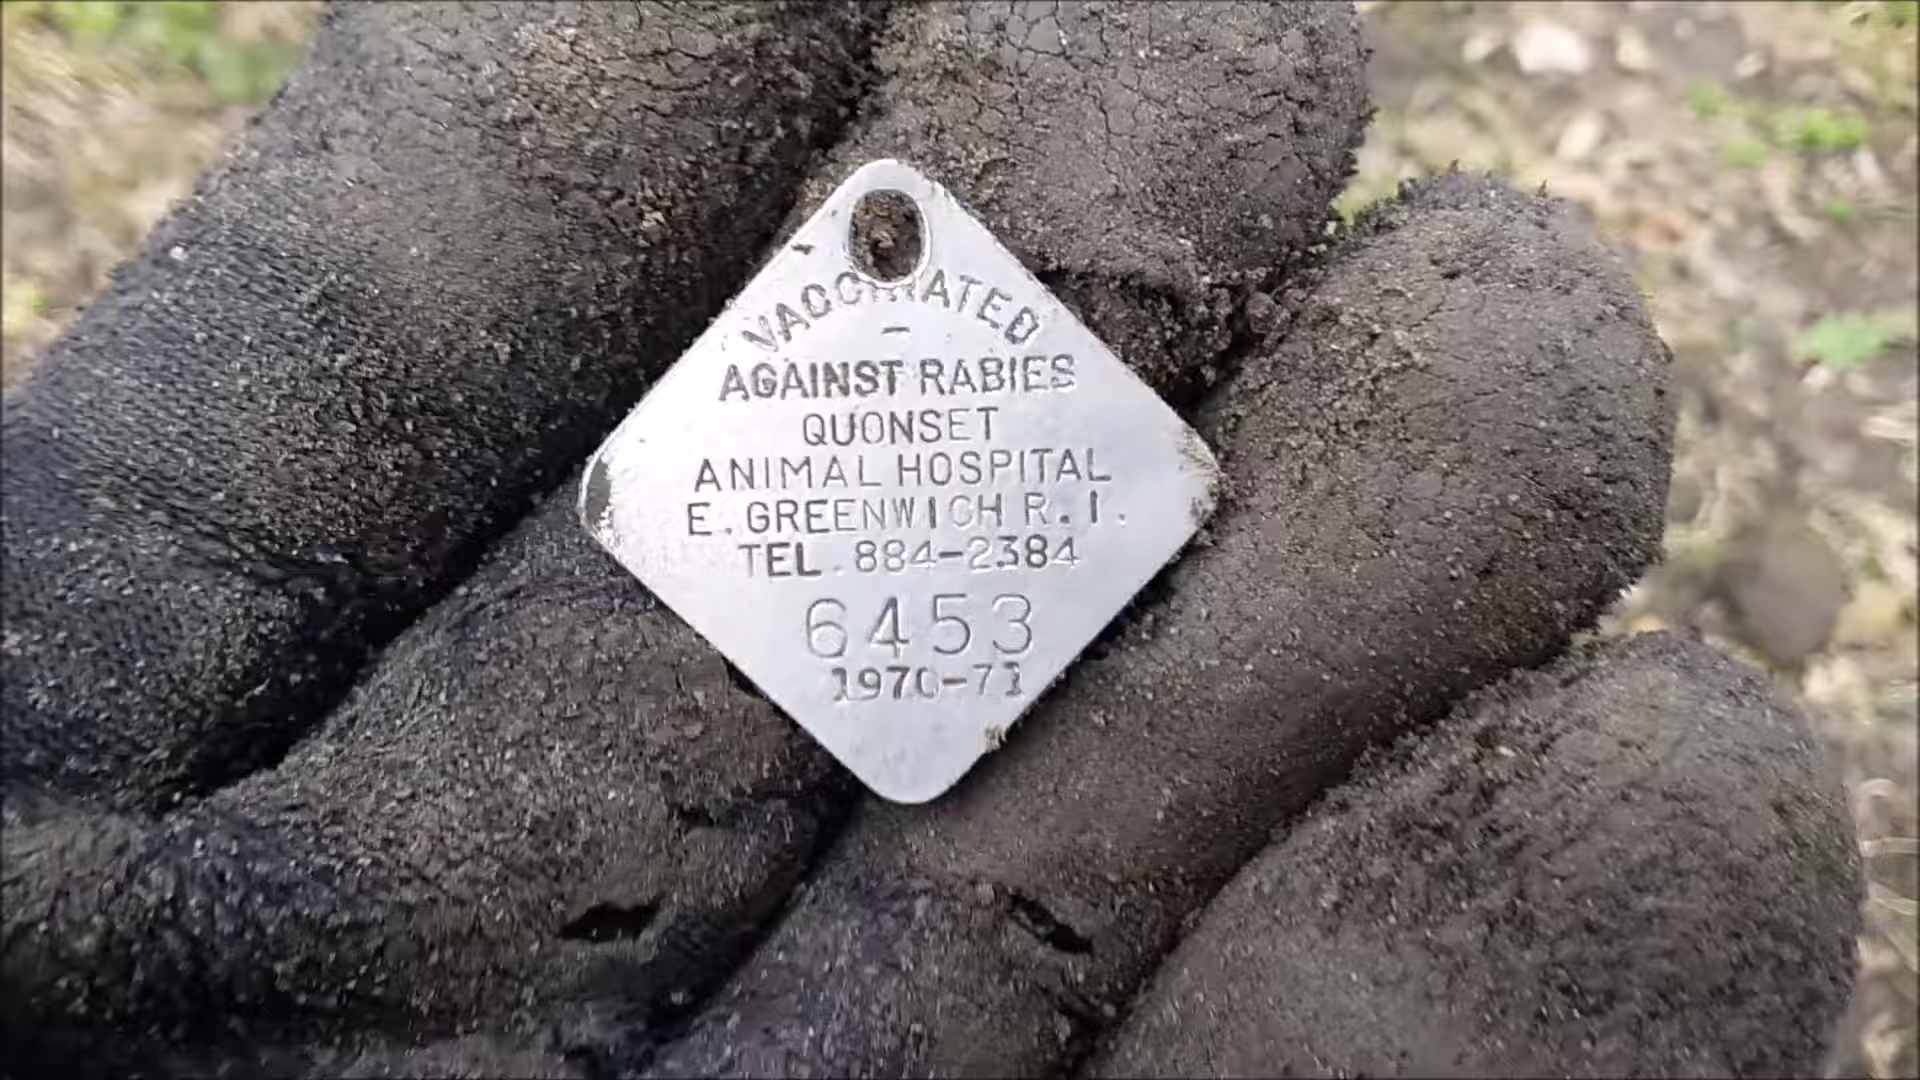 VACCINATED
-
AGAINST RABIES
QUONSET
ANIMAL HOSPITAL
E. GREENWICH R.I.
TEL. 884-2384
6453
1970-71